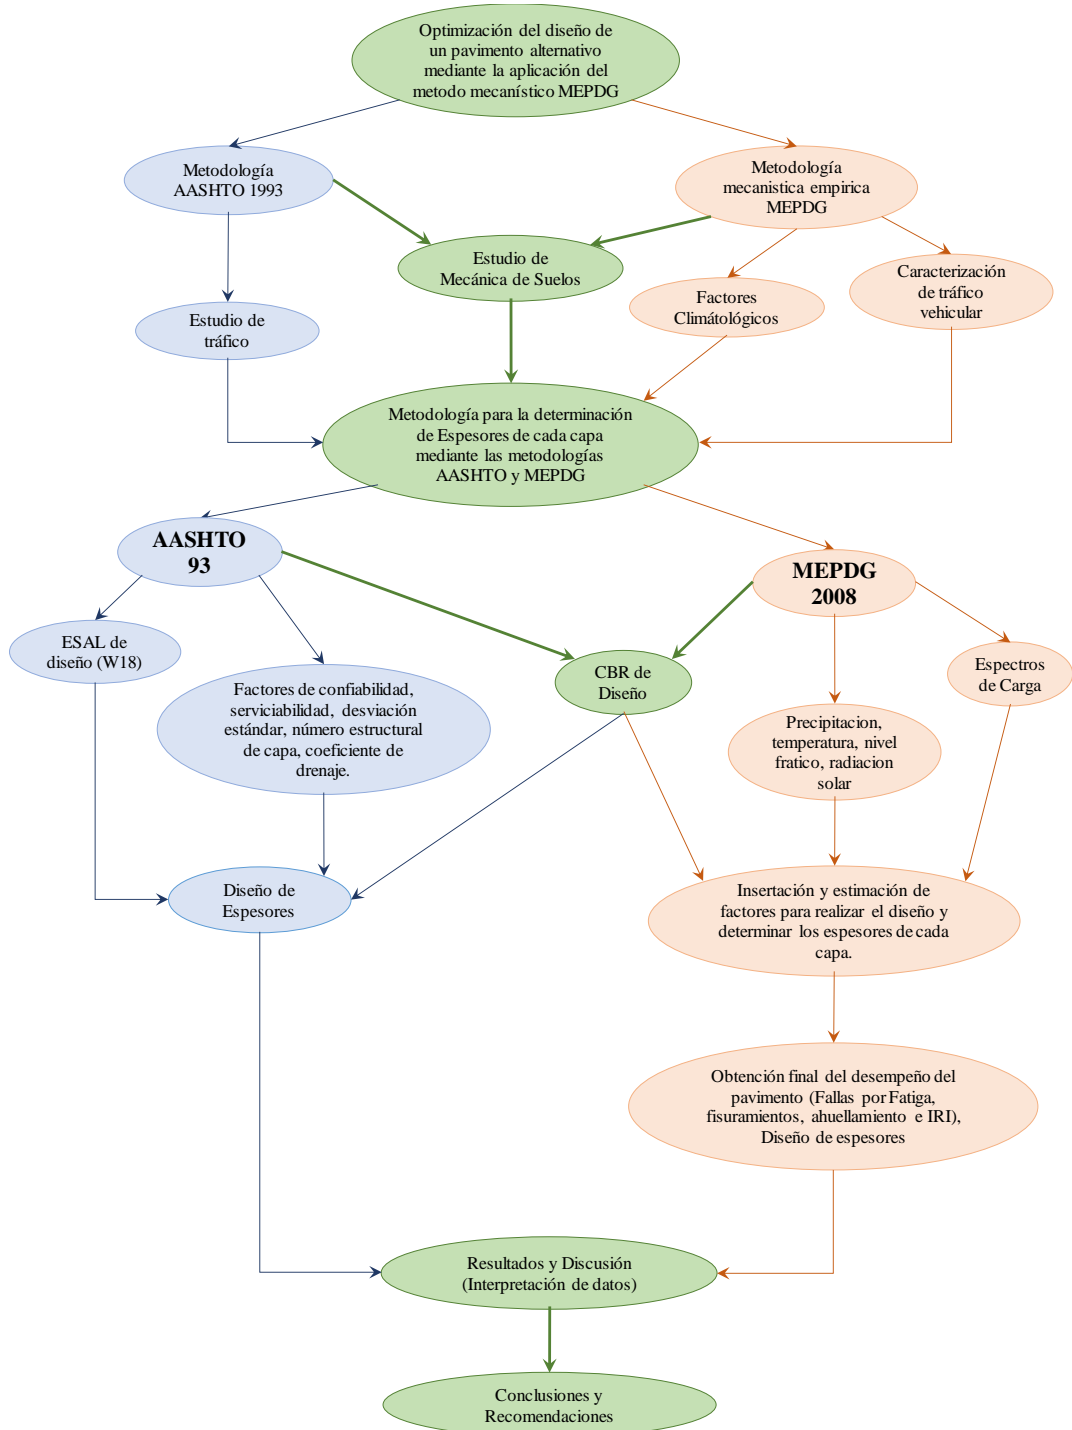 Optimización del diseño de
un pavimento alternativo
mediante la aplicación del
metodo mecanístico MEPDG
Metodología
AASHTO 1993
Metodología
mecanistica empirica
MEPDG
Estudio de
Mecánica de Suelos
Factores
Climátológicos
Caracterización
de tráfico
vehicular
Estudio de
tráfico
Metodología para la determinación
de Espesores de cada capa
mediante las metodologías
AASHTO y MEPDG
AASHTO
93
MEPDG
2008
ESAL de
diseño (W18)
Factores de confiabilidad,
serviciabilidad, desviación
estándar, número estructural
de capa, coeficiente de
drenaje.
CBR de
Diseño
Precipitacion,
temperatura, nivel
fratico, radiacion
solar
Espectros
de Carga
Diseño de
Espesores
Insertación y estimación de
factores para realizar el diseño y
determinar los espesores de cada
capa.
Obtención final del desempeño del
pavimento (Fallas por Fatiga,
fisuramientos, ahuellamiento e IRI),
Diseño de espesores
Resultados y Discusión
(Interpretación de datos)
Conclusiones y
Recomendaciones